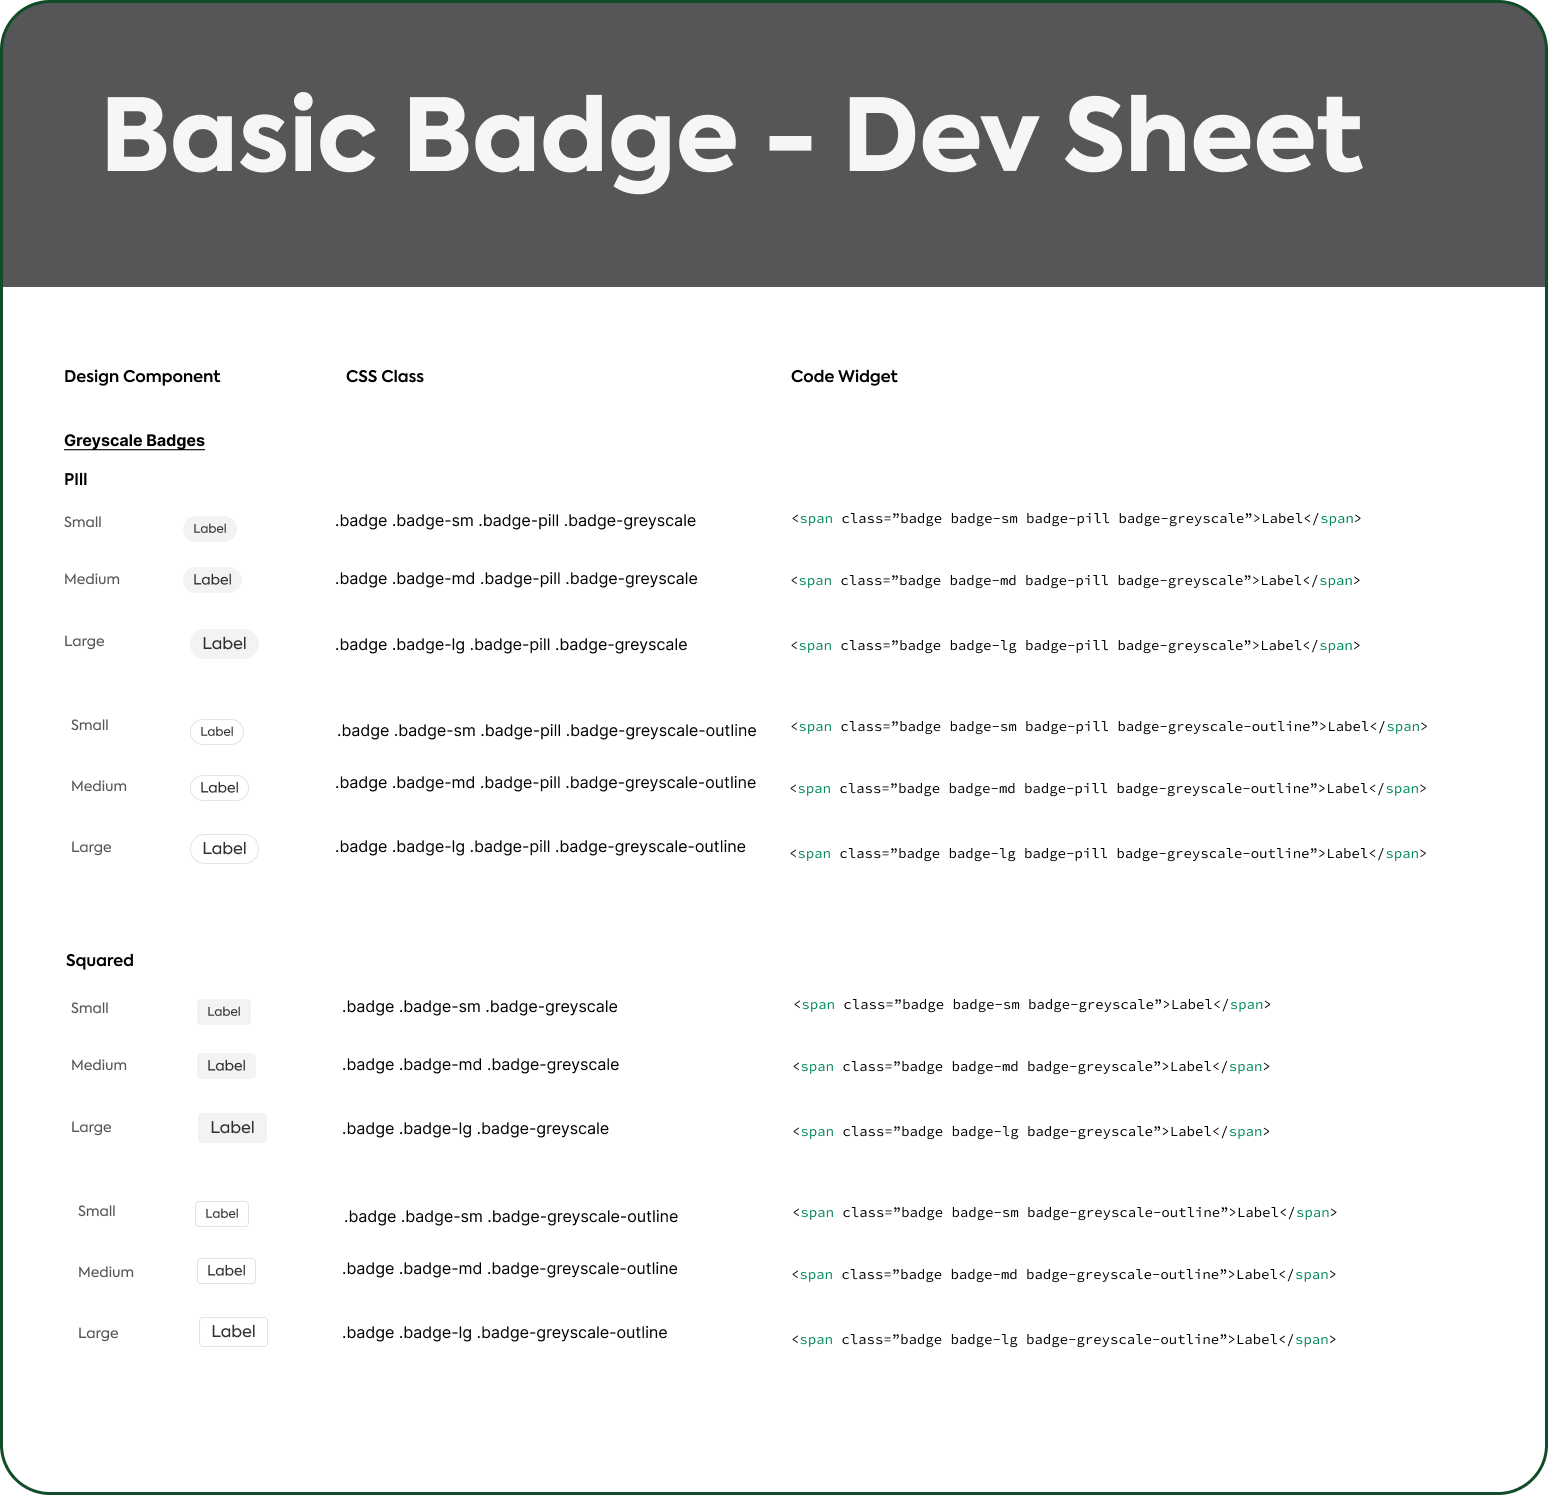 Basic Badge - Dev Sheet
Design Component CSS Class Code Widget
Greyscale Badges
PIll
Small Label .badge .badge-sm .badge-pill .badge-greyscale <span class=”badge badge-sm badge-pill badge-greyscale”>Label</span>
Medium Label .badge .badge-md .badge-pill .badge-greyscale <span class=”badge badge-md badge-pill badge-greyscale”>Label</span>
Large Label .badge .badge-lg .badge-pill .badge-greyscale <span class=”badge badge-lg badge-pill badge-greyscale”>Label</span>
Small Label .badge .badge-sm .badge-pill .badge-greyscale-outline <span class=”badge badge-sm badge-pill badge-greyscale-outline”>Label</span>
Medium Label .badge .badge-md .badge-pill .badge-greyscale-outline <span class=”badge badge-md badge-pill badge-greyscale-outline”>Label</span>
Large Label .badge .badge-lg .badge-pill .badge-greyscale-outline <span class=”badge badge-lg badge-pill badge-greyscale-outline”>Label</span>
Squared
Small Label .badge .badge-sm .badge-greyscale <span class=”badge badge-sm badge-greyscale”>Label</span>
Medium Label .badge .badge-md .badge-greyscale <span class=”badge badge-md badge-greyscale”>Label</span>
Large Label .badge .badge-lg .badge-greyscale <span class=”badge badge-lg badge-greyscale”>Label</span>
Small Label .badge .badge-sm .badge-greyscale-outline <span class=”badge badge-sm badge-greyscale-outline”>Label</span>
Medium Label .badge .badge-md .badge-greyscale-outline <span class=”badge badge-md badge-greyscale-outline”>Label</span>
Large Label .badge .badge-lg .badge-greyscale-outline <span class=”badge badge-lg badge-greyscale-outline”>Label</span>